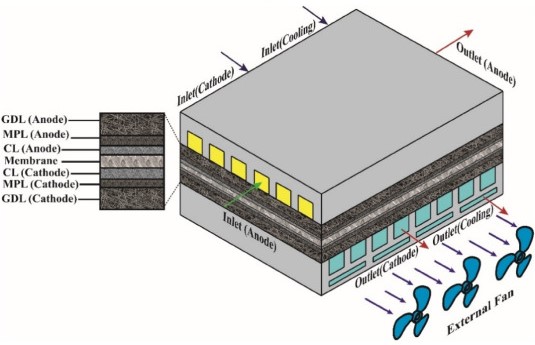 Inlet(Cooling)
Inlet(Cathode)
Outlet (Anode)
GDL (Anode)
MPL (Anode)
CL (Anode)
Membrane
CL (Cathode)
MPL (Cathode)
GDL (Cathode)
Inlet (Anode)
Outlet(Cooling)
Outlet(Cathode)
External Fan